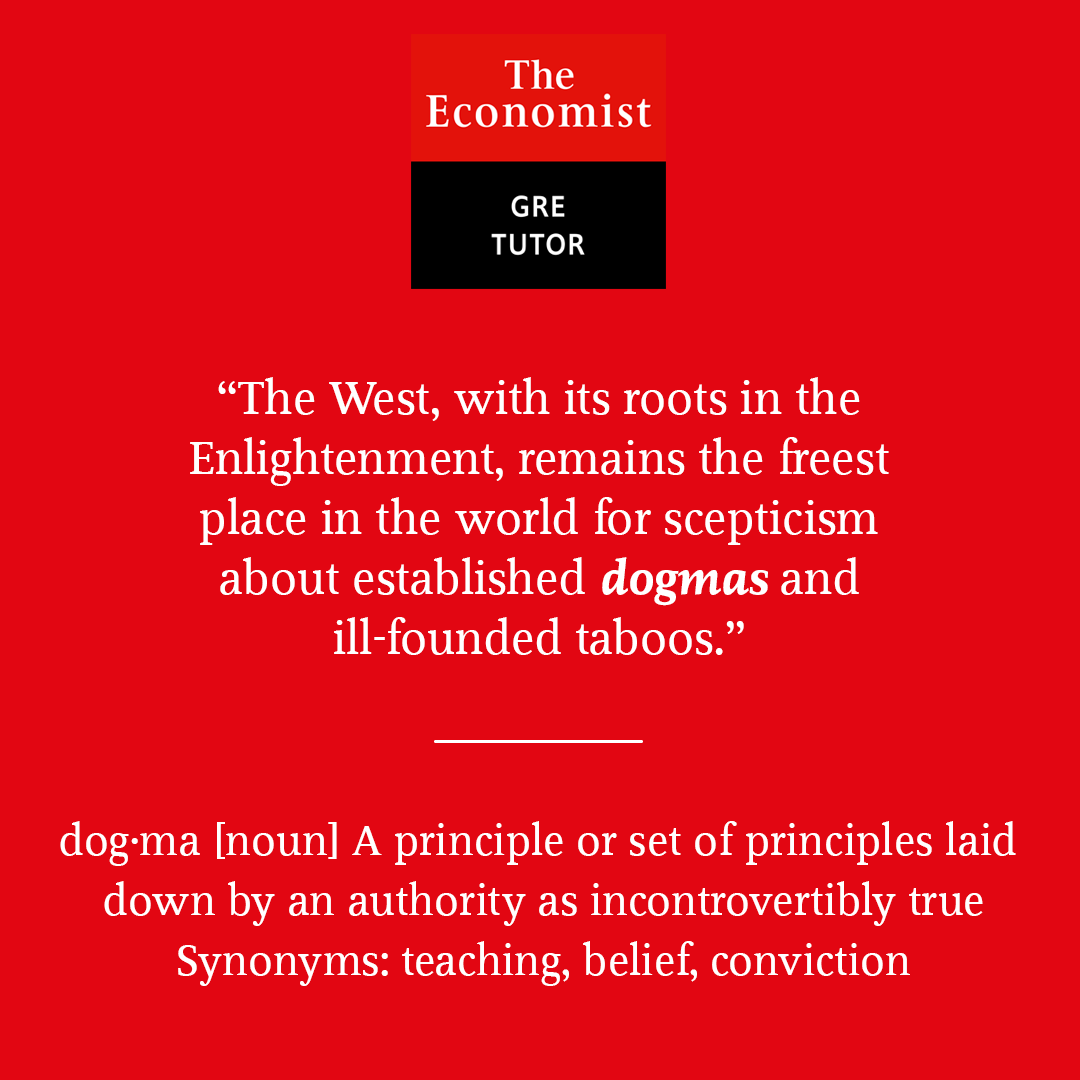 The
Economist
GRE
TUTOR
“The West, with its roots in the
Enlightenment, remains the freest
place in the world for scepticism
about established dogmas and
ill-founded taboos.”
dog·ma [noun] A principle or set of principles laid
down by an authority as incontrovertibly true
Synonyms: teaching, belief, conviction